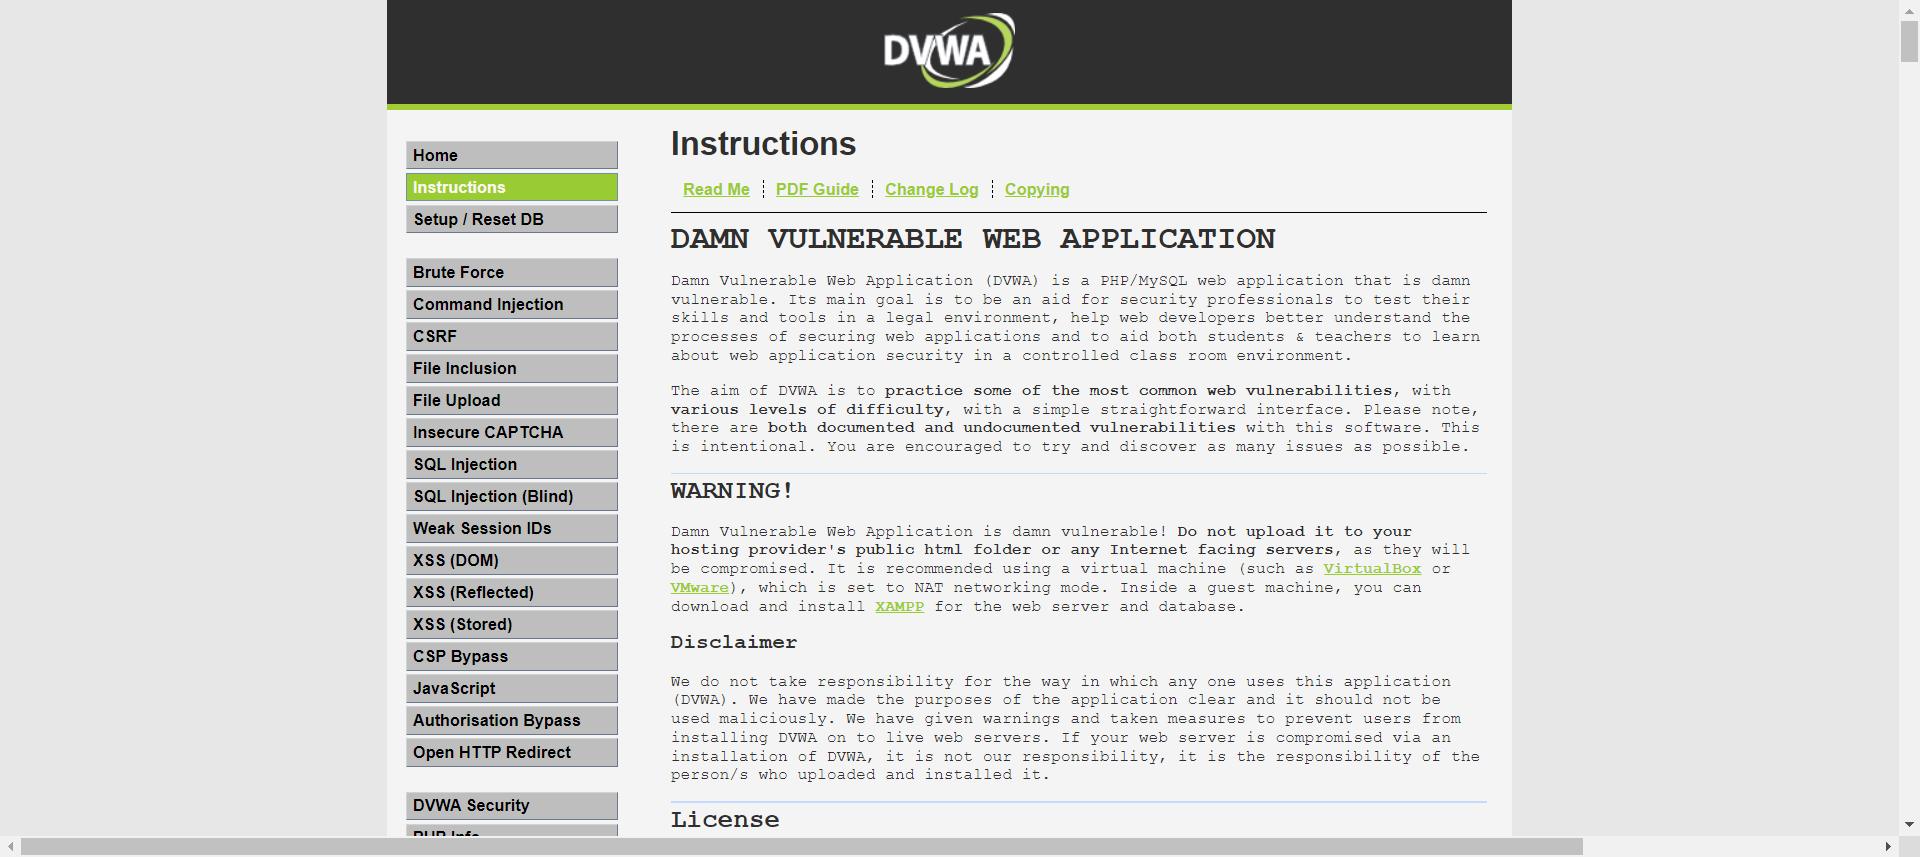 DVWA
Home
Instructions
Setup / Reset DB
Brute Force
Command Injection
CSRF
File Inclusion
File Upload
Insecure CAPTCHA
SQL Injection
SQL Injection (Blind)
Weak Session IDs
XSS (DOM)
XSS (Reflected)
XSS (Stored)
CSP Bypass
JavaScript
Authorisation Bypass
Open HTTP Redirect
DVWA Security
PHP Info
Instructions
Read Me
PDF Guide
Change Log
Copying
DAMN VULNERABLE WEB APPLICATION
Damn Vulnerable Web Application (DVWA) is a PHP/MySQL web application that is damn
vulnerable. Its main goal is to be an aid for security professionals to test their
skills and tools in a legal environment, help web developers better understand the
processes of securing web applications and to aid both students & teachers to learn
about web application security in a controlled class room environment.
The aim of DVWA is to practice some of the most common web vulnerabilities, with
various levels of difficulty, with a simple straightforward interface. Please note,
there are both documented and undocumented vulnerabilities with this software. This
is intentional. You are encouraged to try and discover as many issues as possible.
WARNING!
Damn Vulnerable Web Application is damn vulnerable! Do not upload it to your
hosting provider's public html folder or any Internet facing servers, as they will
be compromised. It is recommended using a virtual machine (such as VirtualBox or
VMware), which is set to NAT networking mode. Inside a guest machine, you can
download and install XAMPP for the web server and database.
Disclaimer
We do not take responsibility for the way in which any one uses this application
(DVWA). We have made the purposes of the application clear and it should not be
used maliciously. We have given warnings and taken measures to prevent users from
installing DVWA on to live web servers. If your web server is compromised via an
installation of DVWA, it is not our responsibility, it is the responsibility of the
person/s who uploaded and installed it.
License